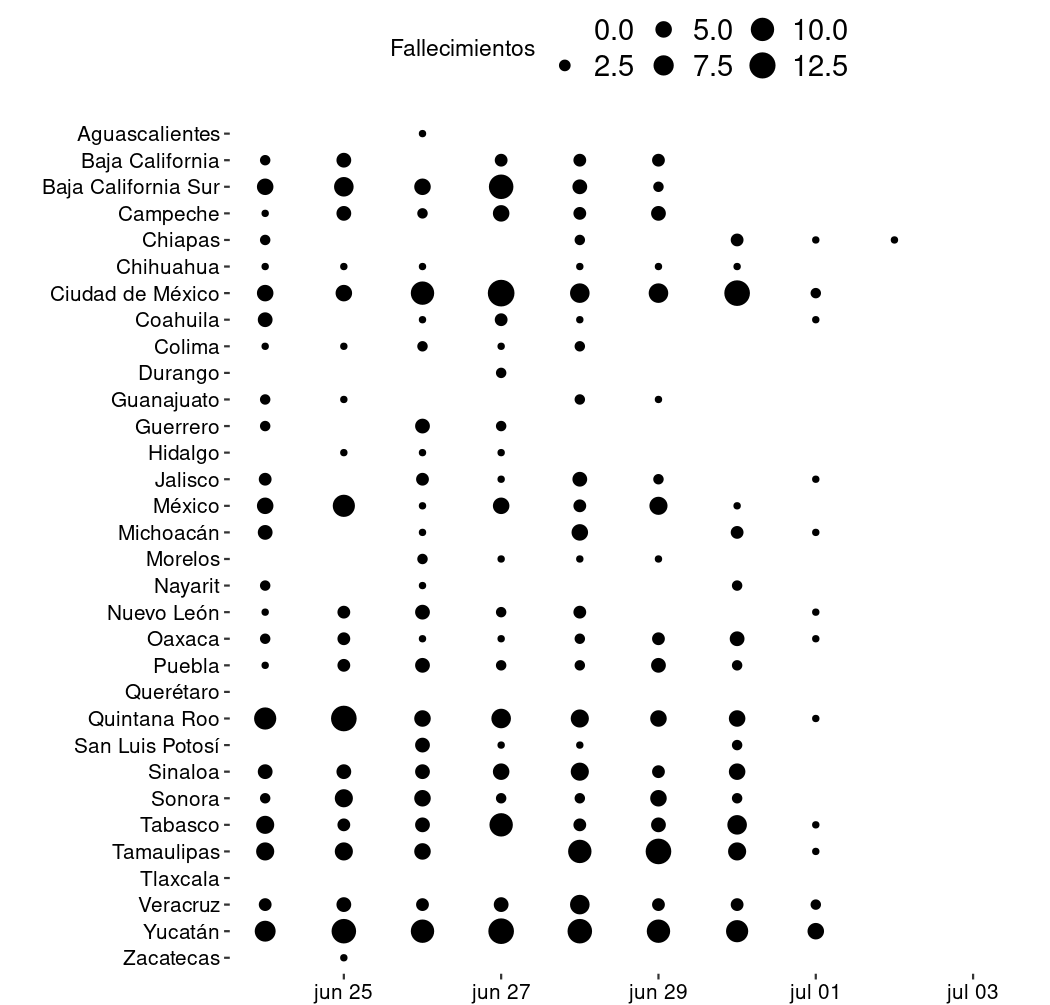 Fallecimientos
0.0 5.0 10.0
2.5 7.5 12.5
Aguascalientes
Baja California
Baja California Sur
Campeche
Chiapas
Chihuahua
Ciudad de México
Coahuila
Colima
Durango
Guanajuato
Guerrero
Hidalgo
Jalisco
México
Michoacán
Morelos
Nayarit
Nuevo León
Oaxaca
Puebla
Querétaro
Quintana Roo
San Luis Potosí
Sinaloa
Sonora
Tabasco
Tamaulipas
Tlaxcala
Veracruz
Yucatán
Zacatecas
jun 25 jun 27 jun 29 jul 01 jul 03